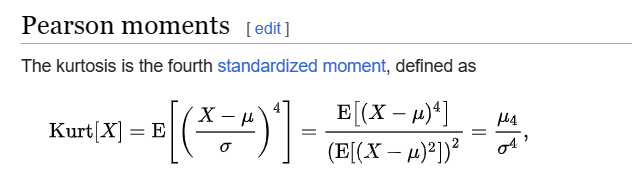 Pearson moments [ edit ]
The kurtosis is the fourth standardized moment, defined as
Kurt[X] = E[((X − μ)/σ)⁴] = E[(X − μ)⁴]/(E[(X − μ)²])² = μ₄/σ⁴,